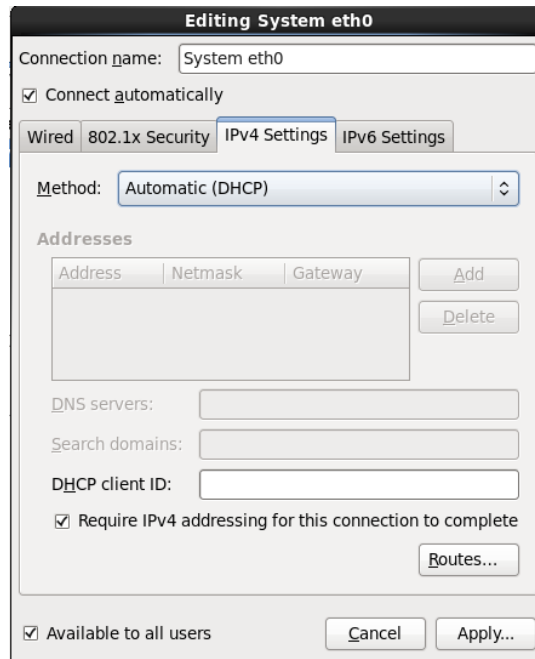 Editing System eth0
Connection name: System eth0
Connect automatically
Wired 802.1x Security IPv4 Settings IPv6 Settings
Method: Automatic (DHCP)
Addresses
Address Netmask Gateway Add
Delete
DNS servers:
Search domains:
DHCP client ID:
Require IPv4 addressing for this connection to complete
Routes...
Available to all users Cancel Apply...